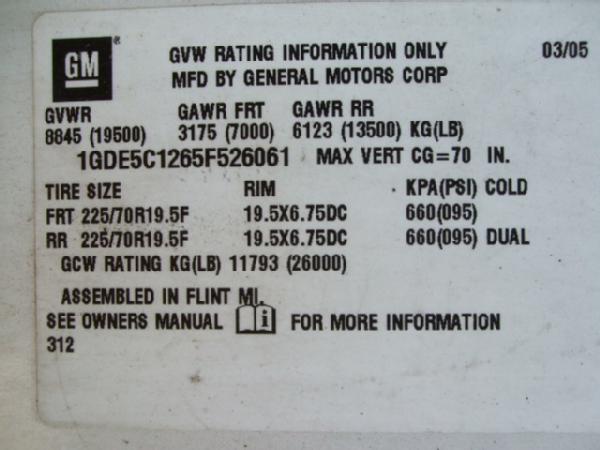 GM® GVW RATING INFORMATION ONLY 03/05
MFD BY GENERAL MOTORS CORP
GVWR GAWR FRT GAWR RR
8845 (19500) 3175 (7000) 6123 (13500) KG(LB)
1GDE5C1265F526061 MAX VERT CG=70 IN.
TIRE SIZE RIM KPA(PSI) COLD
FRT 225/70R19.5F 19.5X6.75DC 660(095)
RR 225/70R19.5F 19.5X6.75DC 660(095) DUAL
GCW RATING KG(LB) 11793 (26000)
ASSEMBLED IN FLINT MI.
SEE OWNERS MANUAL i FOR MORE INFORMATION
312